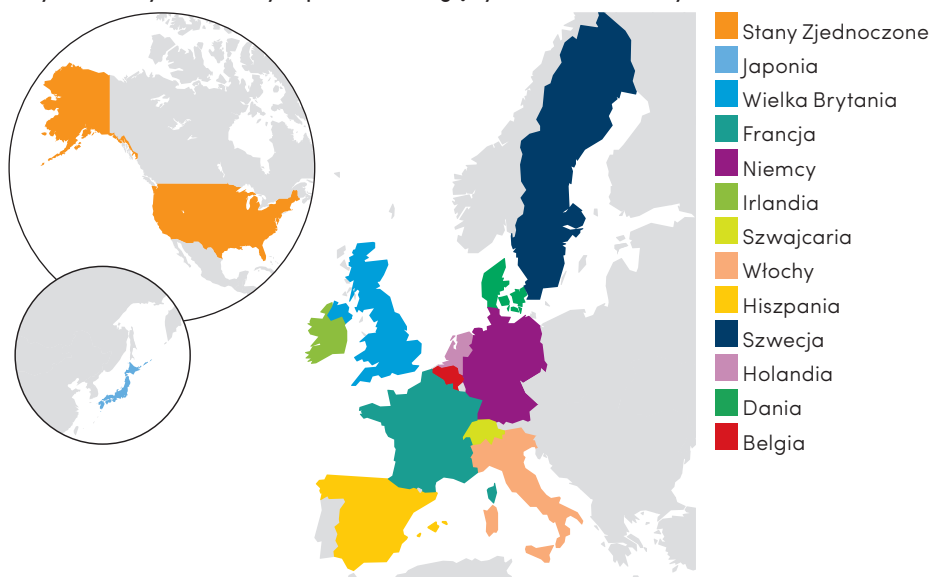 Stany Zjednoczone
Japonia
Wielka Brytania
Francja
Niemcy
Irlandia
Szwajcaria
Włochy
Hiszpania
Szwecja
Holandia
Dania
Belgia